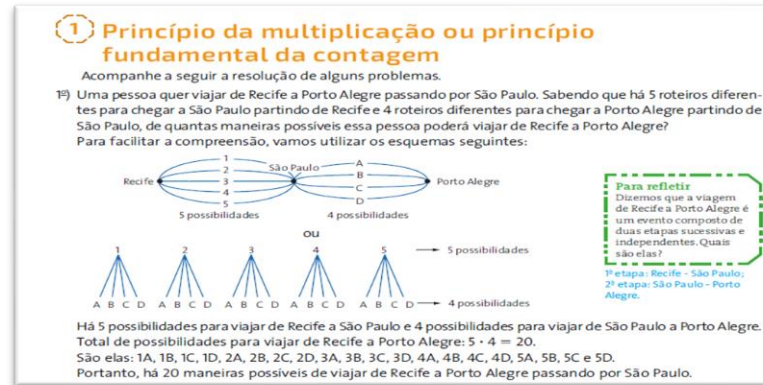 1 Princípio da multiplicação ou princípio
fundamental da contagem
Acompanhe a seguir a resolução de alguns problemas.
1º) Uma pessoa quer viajar de Recife a Porto Alegre passando por São Paulo. Sabendo que há 5 roteiros diferen-
tes para chegar a São Paulo partindo de Recife e 4 roteiros diferentes para chegar a Porto Alegre partindo de
São Paulo, de quantas maneiras possíveis essa pessoa poderá viajar de Recife a Porto Alegre?
Para facilitar a compreensão, vamos utilizar os esquemas seguintes:
Recife 1 2 3 4 5 São Paulo A B C D Porto Alegre
5 possibilidades 4 possibilidades
ou
1 2 3 4 5 5 possibilidades
A B C D A B C D A B C D A B C D A B C D 4 possibilidades
Para refletir
Dizemos que a viagem
de Recife a Porto Alegre é
um evento composto de
duas etapas sucessivas e
independentes. Quais
são elas?
1ª etapa: Recife - São Paulo;
2ª etapa: São Paulo - Porto
Alegre.
Há 5 possibilidades para viajar de Recife a São Paulo e 4 possibilidades para viajar de São Paulo a Porto Alegre.
Total de possibilidades para viajar de Recife a Porto Alegre: 5 · 4 = 20.
São elas: 1A, 1B, 1C, 1D, 2A, 2B, 2C, 2D, 3A, 3B, 3C, 3D, 4A, 4B, 4C, 4D, 5A, 5B, 5C e 5D.
Portanto, há 20 maneiras possíveis de viajar de Recife a Porto Alegre passando por São Paulo.